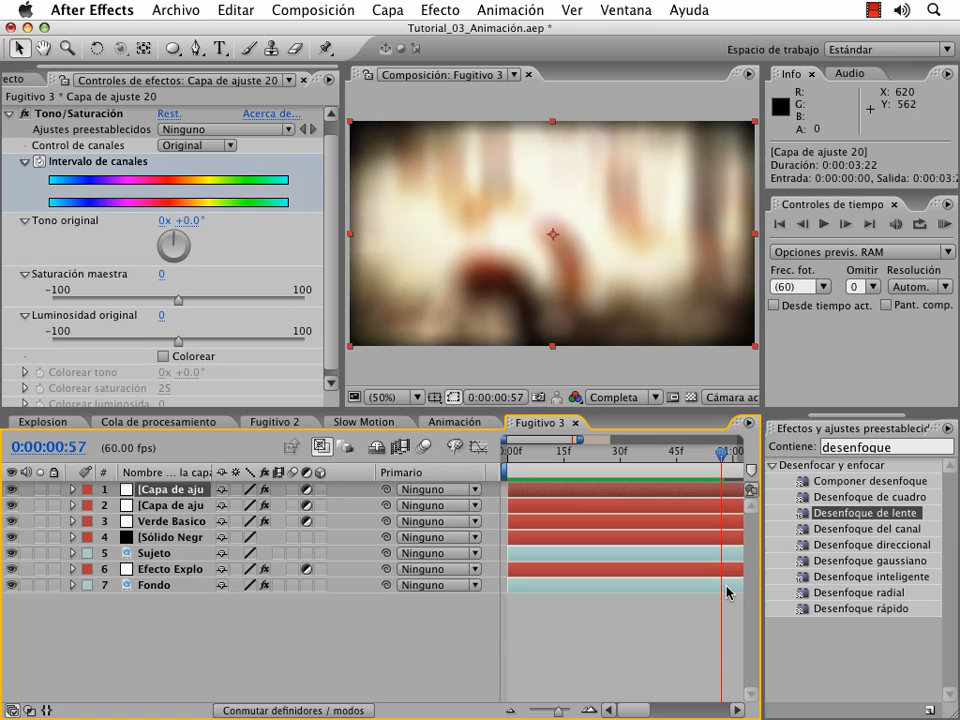 After Effects Archivo Editar Composición Capa Efecto Animación Ver Ventana Ayuda
Tutorial_03_Animación.aep *
Espacio de trabajo Estándar
ecto Controles de efectos: Capa de ajuste 20
Fugitivo 3 * Capa de ajuste 20
Tono/Saturación Rest. Acerca de...
Ajustes preestablecidos Ninguno
Control de canales Original
Intervalo de canales
Tono original 0x +0.0°
Saturación maestra 0
-100 100
Luminosidad original 0
-100 100
Colorear
Colorear tono 0x +0.0°
Colorear saturación 25
Colorear luminosidad 0
Composición: Fugitivo 3
(50%) 0:00:00:57 Completa Cámara ac
Info Audio
R: X: 620
G: Y: 562
B:
A: 0
[Capa de ajuste 20]
Duración: 0:00:03:22
Entrada: 0:00:00:00, Salida: 0:00:03:2
Controles de tiempo
Opciones previs. RAM
Frec. fot. Omitir Resolución
(60) 0 Autom.
Desde tiempo act. Pant. comp.
Explosion Cola de procesamiento Fugitivo 2 Slow Motion Animación Fugitivo 3
0:00:00:57 (60.00 fps)
:00f 15f 30f 45f 1:00
# Nombre ... la capa Primario
1 [Capa de aju Ninguno
2 [Capa de aju Ninguno
3 Verde Basico Ninguno
4 [Sólido Negr Ninguno
5 Sujeto Ninguno
6 Efecto Explo Ninguno
7 Fondo Ninguno
Conmutar definidores / modos
Efectos y ajustes preestableci
Contiene: desenfoque
Desenfocar y enfocar
Componer desenfoque
Desenfoque de cuadro
Desenfoque de lente
Desenfoque del canal
Desenfoque direccional
Desenfoque gaussiano
Desenfoque inteligente
Desenfoque radial
Desenfoque rápido